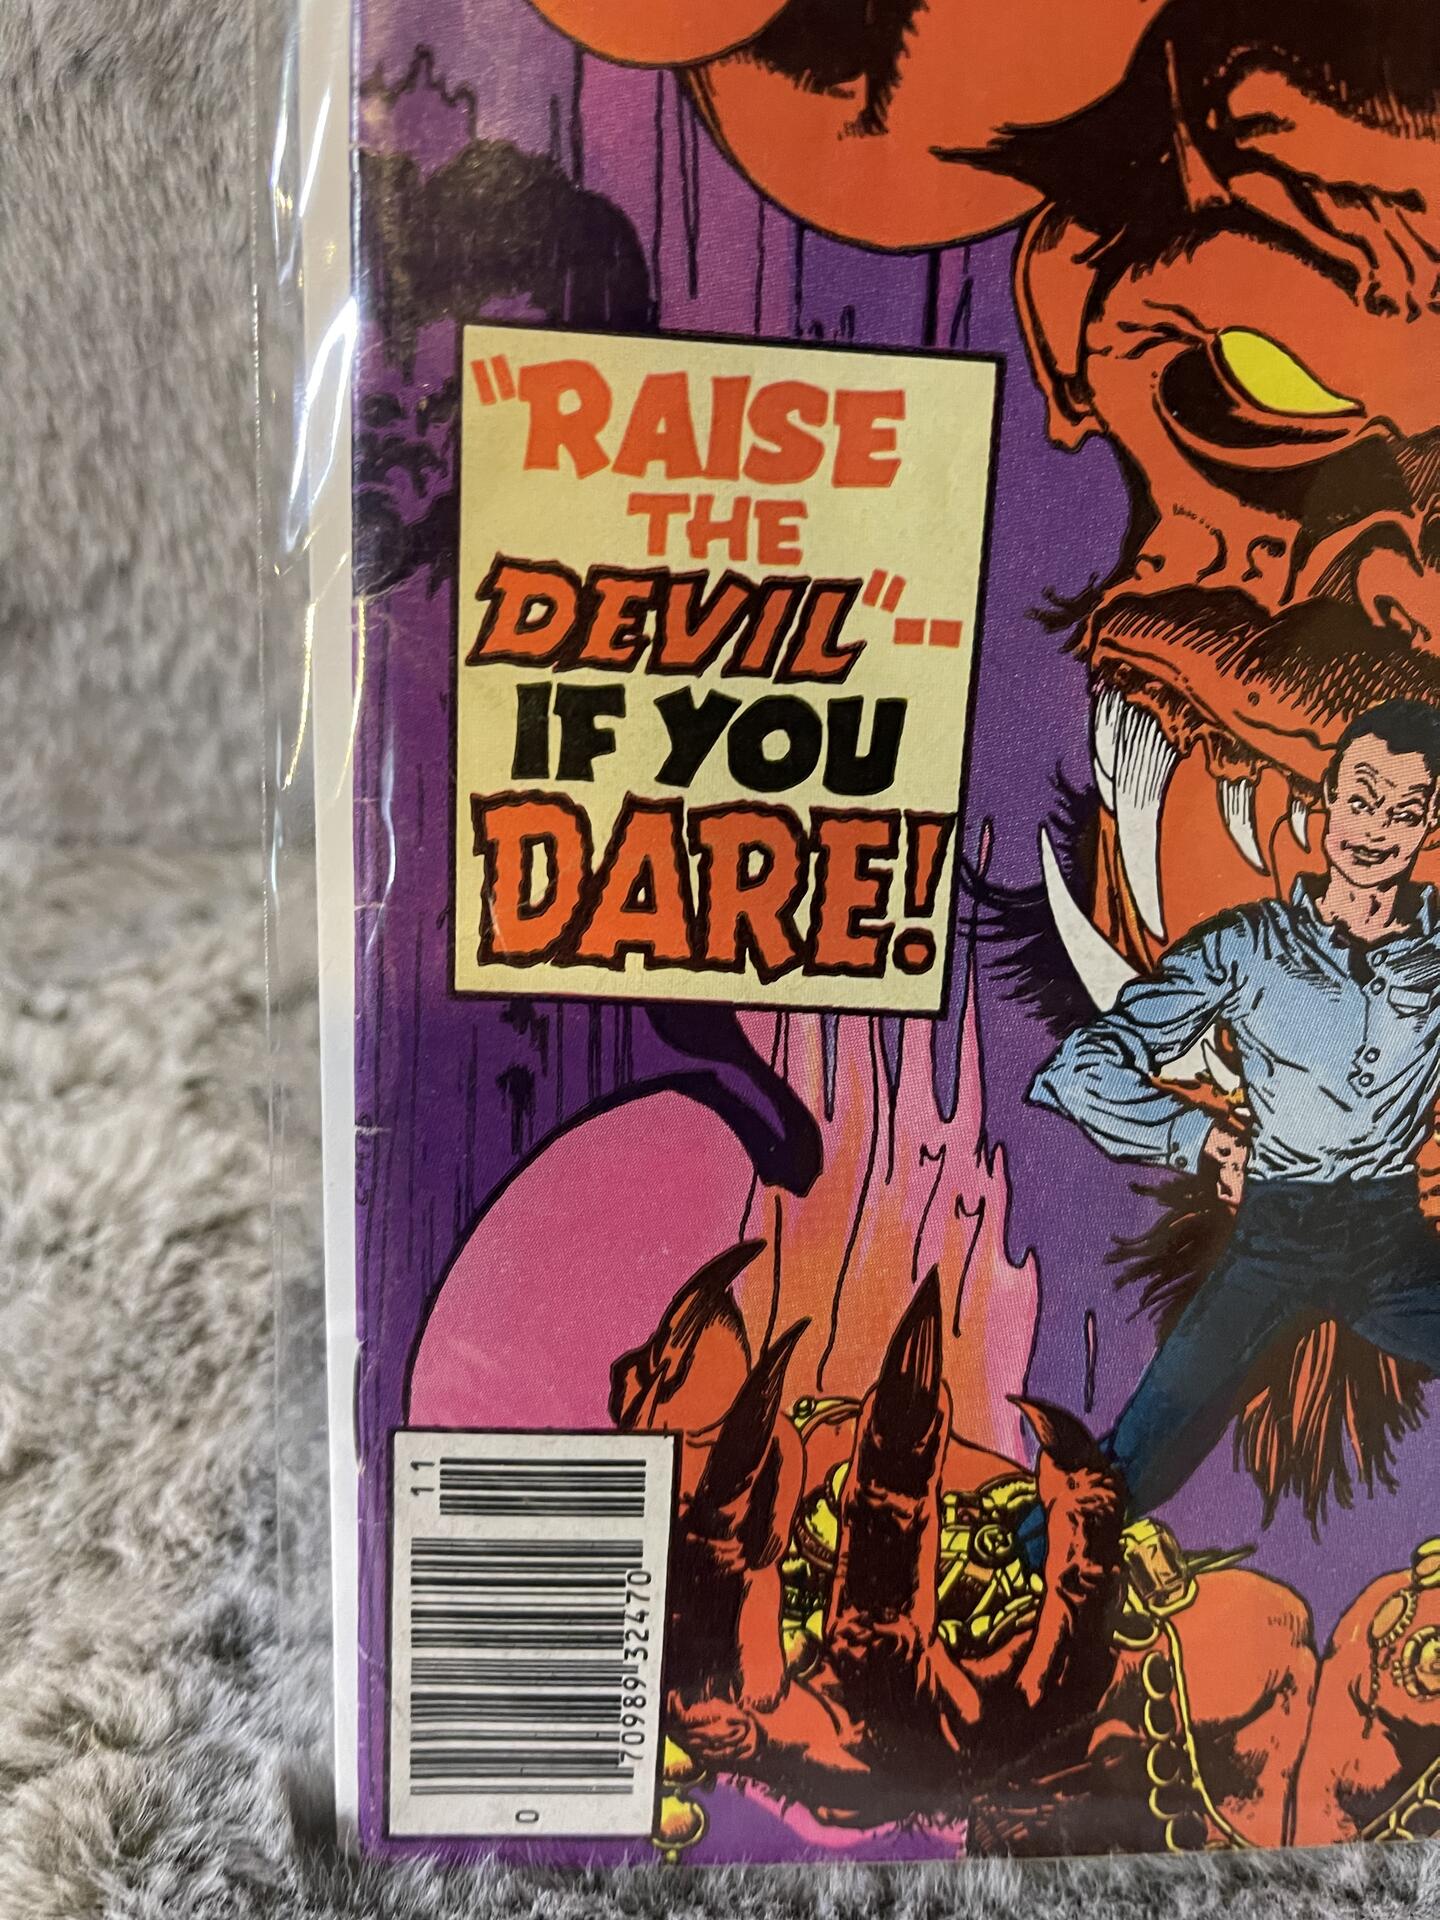 "RAISE
THE
DEVIL"--
IF YOU
DARE!
11
70989 32470
0